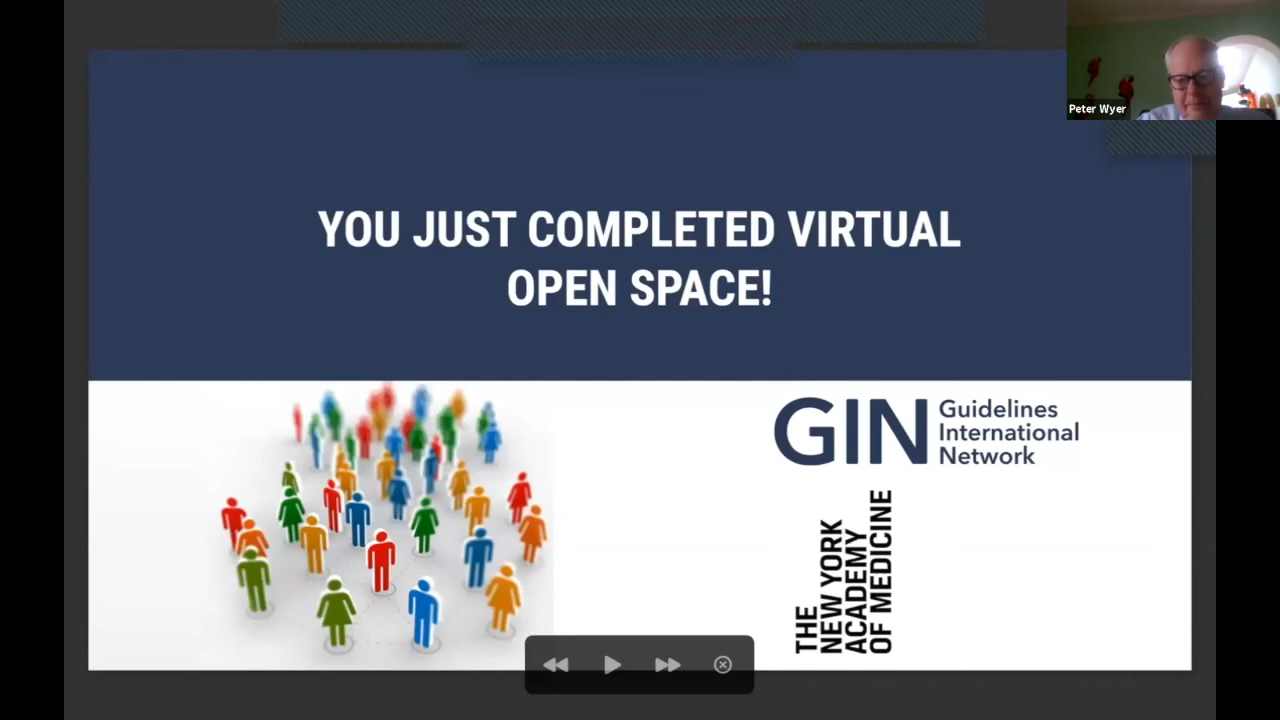 Peter Wyer
YOU JUST COMPLETED VIRTUAL
OPEN SPACE!
GIN
Guidelines
International
Network
THE
NEW YORK
ACADEMY
OF MEDICINE